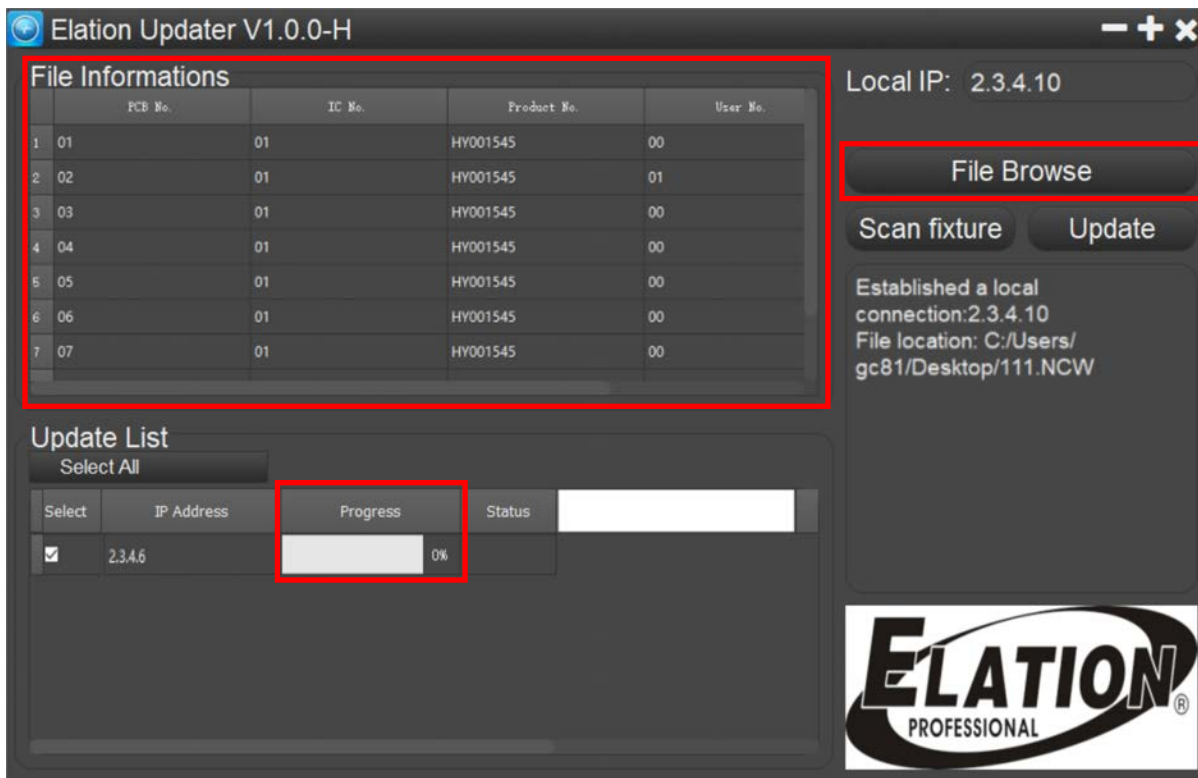 Elation Updater V1.0.0-H
File Informations
PCB No. IC No. Product No. User No.
1 01 01 HY001545 00
2 02 01 HY001545 01
3 03 01 HY001545 00
4 04 01 HY001545 00
5 05 01 HY001545 00
6 06 01 HY001545 00
7 07 01 HY001545 00
Local IP: 2.3.4.10
File Browse
Scan fixture Update
Established a local
connection:2.3.4.10
File location: C:/Users/
gc81/Desktop/111.NCW
Update List
Select All
Select IP Address Progress Status
2.3.4.6 0%
ELATION®
PROFESSIONAL